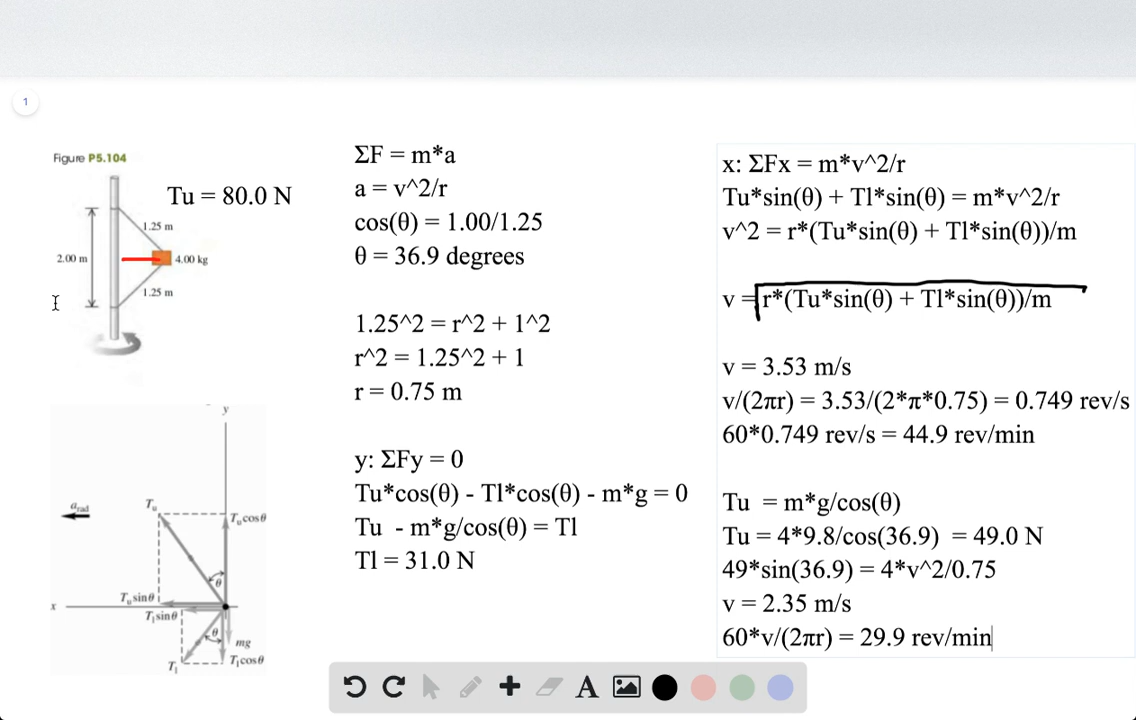 1
Figure P5.104
Tu = 80.0 N
1.25 m
2.00 m
4.00 kg
1.25 m
y
arad
Tu
Tu cosθ
θ
Tu sinθ
x
Tl sinθ
θ
mg
Tl
Tl cosθ
ΣF = m*a
a = v^2/r
cos(θ) = 1.00/1.25
θ = 36.9 degrees
1.25^2 = r^2 + 1^2
r^2 = 1.25^2 + 1
r = 0.75 m
y: ΣFy = 0
Tu*cos(θ) - Tl*cos(θ) - m*g = 0
Tu - m*g/cos(θ) = Tl
Tl = 31.0 N
x: ΣFx = m*v^2/r
Tu*sin(θ) + Tl*sin(θ) = m*v^2/r
v^2 = r*(Tu*sin(θ) + Tl*sin(θ))/m
v = √r*(Tu*sin(θ) + Tl*sin(θ))/m
v = 3.53 m/s
v/(2πr) = 3.53/(2*π*0.75) = 0.749 rev/s
60*0.749 rev/s = 44.9 rev/min
Tu = m*g/cos(θ)
Tu = 4*9.8/cos(36.9) = 49.0 N
49*sin(36.9) = 4*v^2/0.75
v = 2.35 m/s
60*v/(2πr) = 29.9 rev/min
A